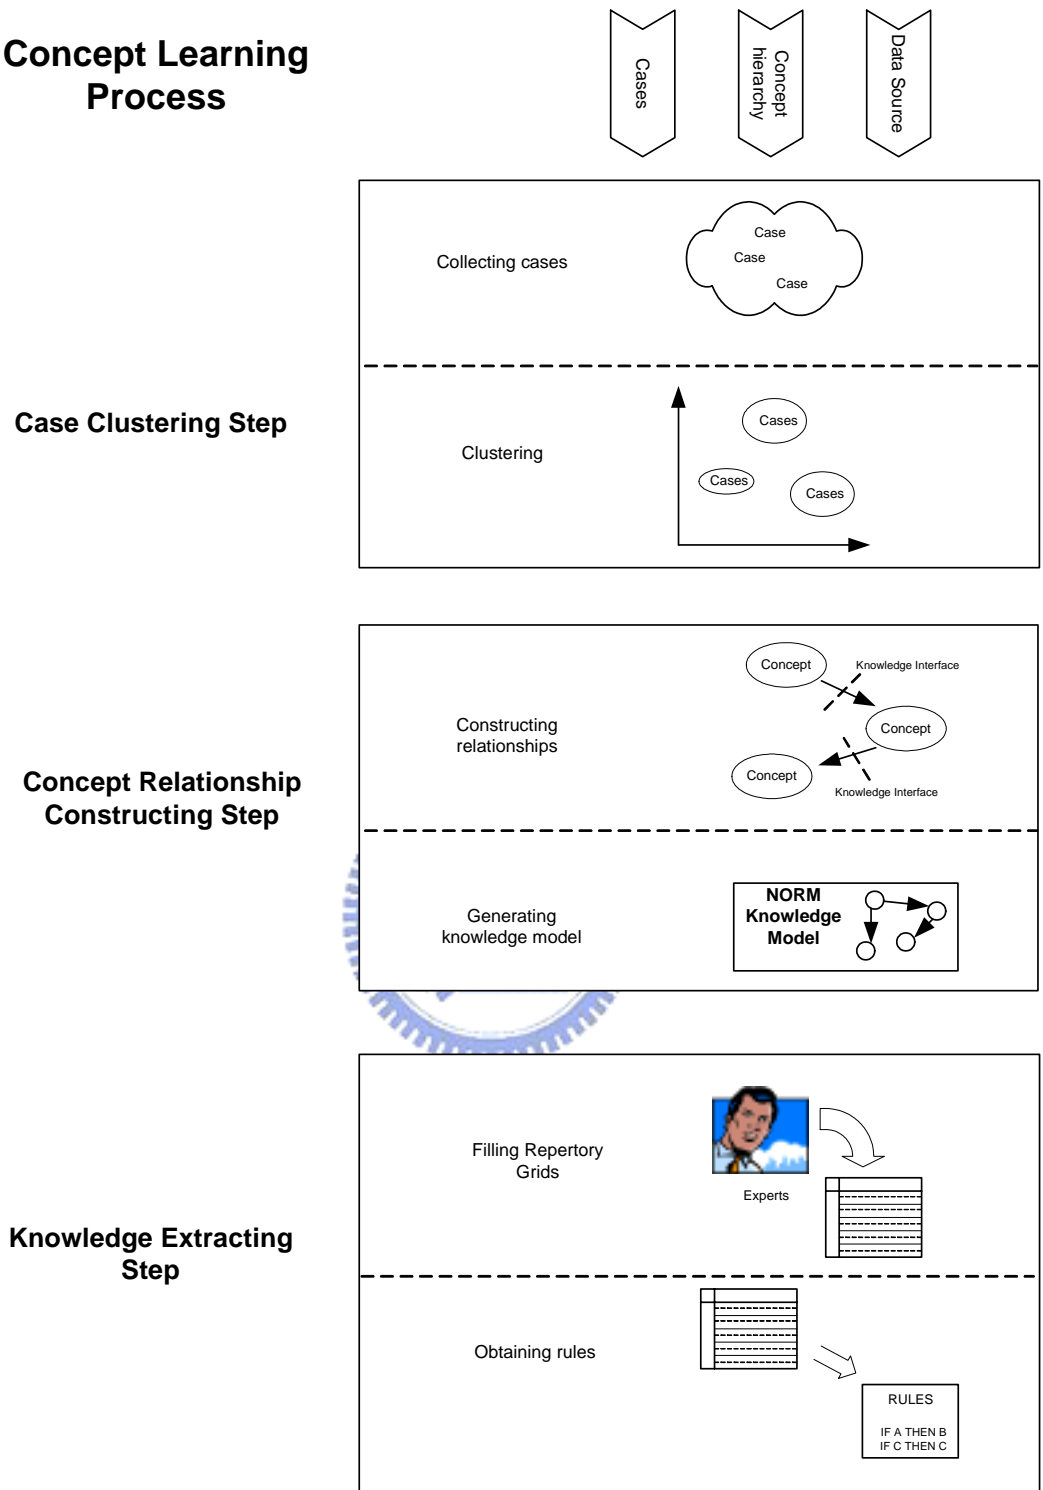 Concept Learning
Process
Cases
Concept
hierarchy
Data Source
Collecting cases
Case
Case
Case
Case Clustering Step
Clustering
Cases
Cases
Cases
Concept Relationship
Constructing Step
Constructing
relationships
Concept
Knowledge Interface
Concept
Concept
Knowledge Interface
Generating
knowledge model
NORM
Knowledge
Model
Knowledge Extracting
Step
Filling Repertory
Grids
Experts
Obtaining rules
RULES
IF A THEN B
IF C THEN C